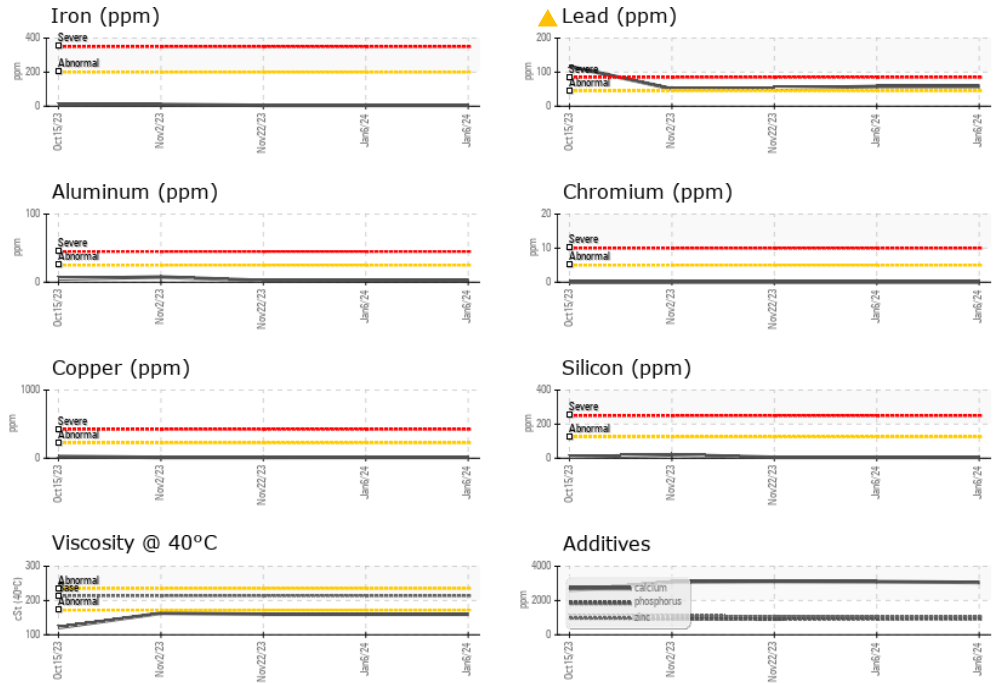 Iron (ppm)
ppm
400
200
0
Severe
Abnormal
Oct15/23
Nov2/23
Nov22/23
Jan6/24
Jan6/24
Lead (ppm)
ppm
200
100
0
Severe
Abnormal
Oct15/23
Nov2/23
Nov22/23
Jan6/24
Jan6/24
Aluminum (ppm)
ppm
100
0
Severe
Abnormal
Oct15/23
Nov2/23
Nov22/23
Jan6/24
Jan6/24
Chromium (ppm)
ppm
20
10
0
Severe
Abnormal
Oct15/23
Nov2/23
Nov22/23
Jan6/24
Jan6/24
Copper (ppm)
ppm
1000
0
Severe
Abnormal
Oct15/23
Nov2/23
Nov22/23
Jan6/24
Jan6/24
Silicon (ppm)
ppm
400
200
0
Severe
Abnormal
Oct15/23
Nov2/23
Nov22/23
Jan6/24
Jan6/24
Viscosity @ 40°C
cSt (40°C)
300
200
100
Abnormal
Base
Abnormal
Oct15/23
Nov2/23
Nov22/23
Jan6/24
Jan6/24
Additives
ppm
4000
2000
0
calcium
phosphorus
zinc
Oct15/23
Nov2/23
Nov22/23
Jan6/24
Jan6/24